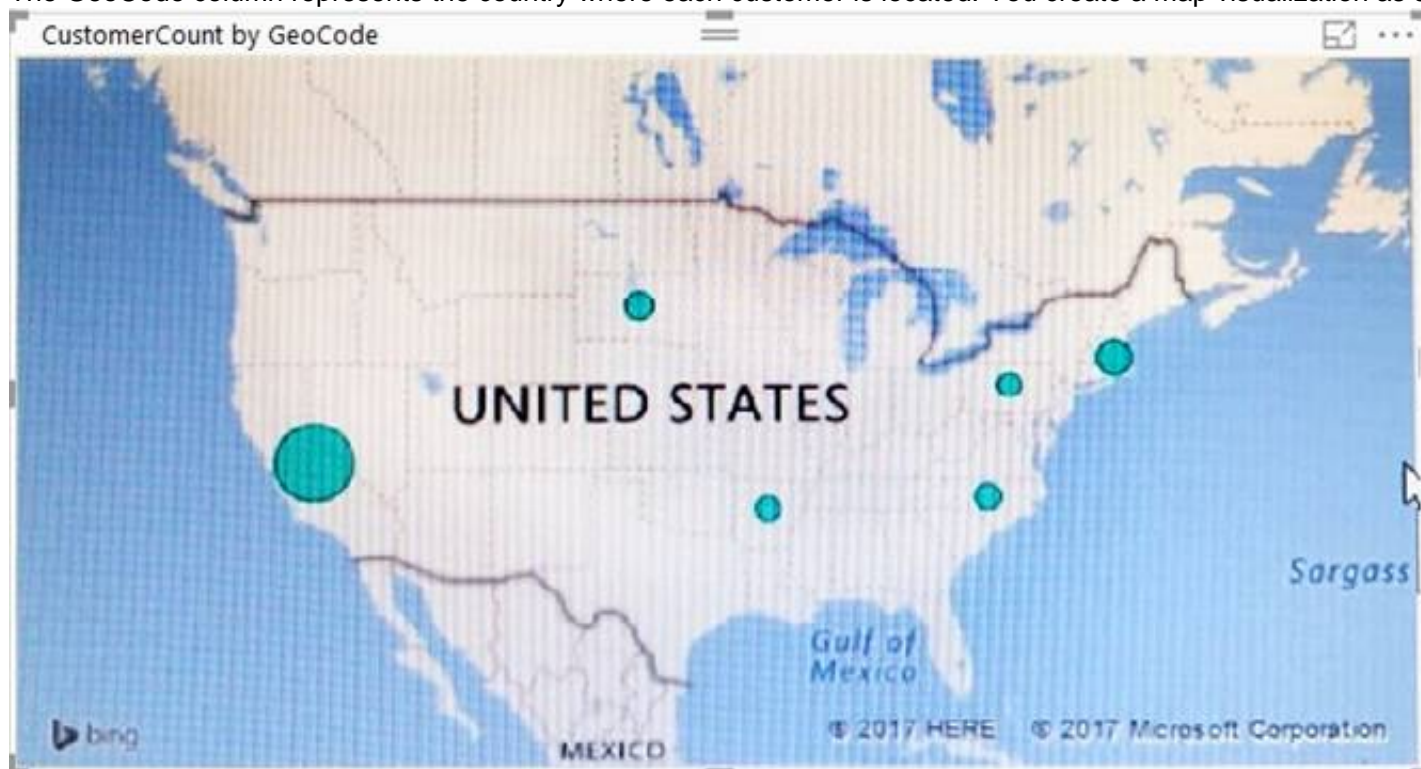 CustomerCount by GeoCode
UNITED STATES
Sargass
Gulf of
Mexico
bing
© 2017 HERE © 2017 Microsoft Corporation
MEXICO